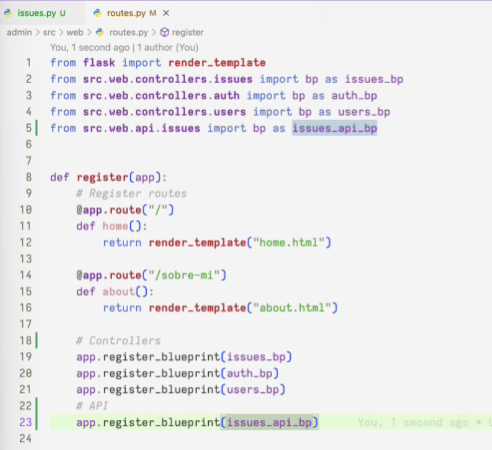 issues.py U routes.py M ×
admin > src > web > routes.py > register
You, 1 second ago | 1 author (You)
1 from flask import render_template
2 from src.web.controllers.issues import bp as issues_bp
3 from src.web.controllers.auth import bp as auth_bp
4 from src.web.controllers.users import bp as users_bp
5 from src.web.api.issues import bp as issues_api_bp
6
7
8 def register(app):
9     # Register routes
10     @app.route("/")
11     def home():
12         return render_template("home.html")
13
14     @app.route("/sobre-mi")
15     def about():
16         return render_template("about.html")
17
18     # Controllers
19     app.register_blueprint(issues_bp)
20     app.register_blueprint(auth_bp)
21     app.register_blueprint(users_bp)
22     # API
23     app.register_blueprint(issues_api_bp) You, 1 second ago •
24